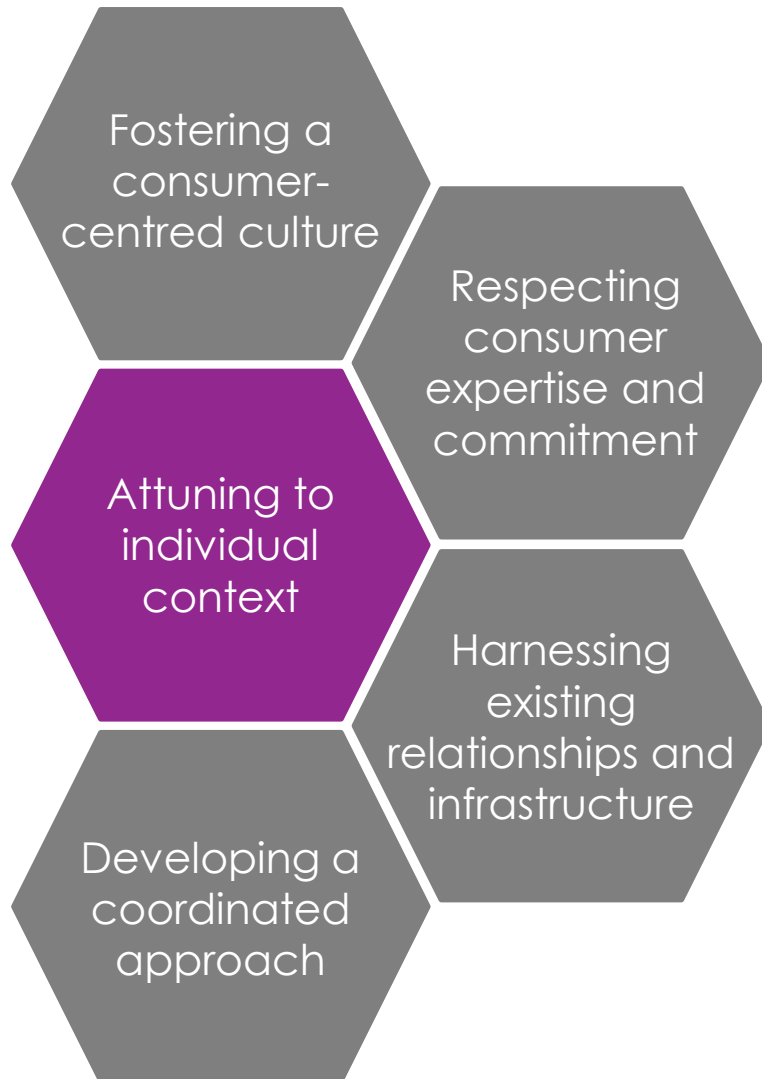 Fostering a
consumer-
centred culture
Respecting
consumer
expertise and
commitment
Attuning to
individual
context
Harnessing
existing
relationships and
infrastructure
Developing a
coordinated
approach